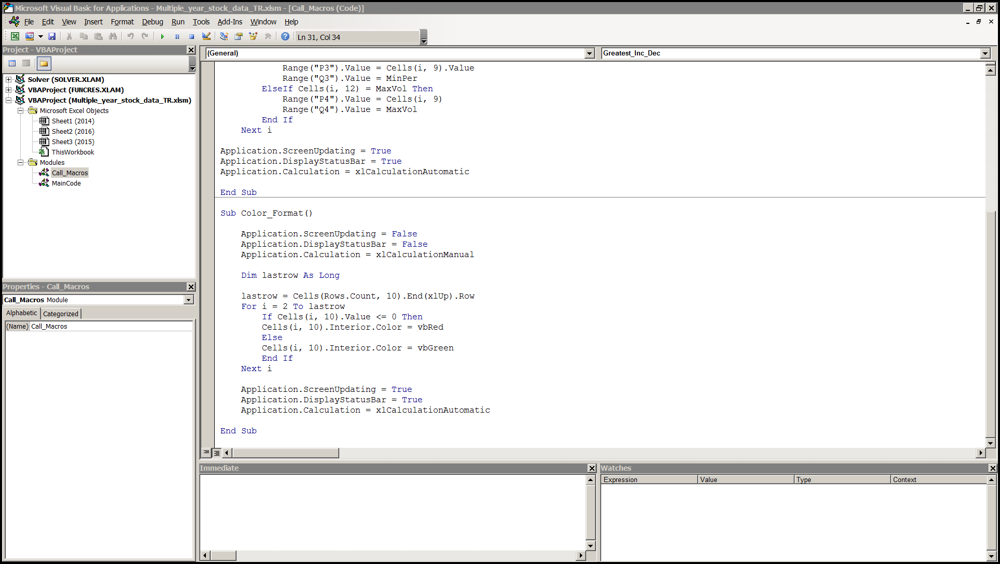 Microsoft Visual Basic for Applications - Multiple_year_stock_data_TR.xlsm - [Call_Macros (Code)]
File Edit View Insert Format Debug Run Tools Add-Ins Window Help
Ln 31, Col 34
Project - VBAProject
Solver (SOLVER.XLAM)
VBAProject (FUNCRES.XLAM)
VBAProject (Multiple_year_stock_data_TR.xlsm)
Microsoft Excel Objects
Sheet1 (2014)
Sheet2 (2016)
Sheet3 (2015)
ThisWorkbook
Modules
Call_Macros
MainCode
Properties - Call_Macros
Call_Macros Module
Alphabetic Categorized
(Name) Call_Macros
(General) Greatest_Inc_Dec
            Range("P3").Value = Cells(i, 9).Value
            Range("Q3").Value = MinPer
        ElseIf Cells(i, 12) = MaxVol Then
            Range("P4").Value = Cells(i, 9)
            Range("Q4").Value = MaxVol
        End If
    Next i
Application.ScreenUpdating = True
Application.DisplayStatusBar = True
Application.Calculation = xlCalculationAutomatic
End Sub
Sub Color_Format()
    Application.ScreenUpdating = False
    Application.DisplayStatusBar = False
    Application.Calculation = xlCalculationManual
    Dim lastrow As Long
    lastrow = Cells(Rows.Count, 10).End(xlUp).Row
    For i = 2 To lastrow
        If Cells(i, 10).Value <= 0 Then
        Cells(i, 10).Interior.Color = vbRed
        Else
        Cells(i, 10).Interior.Color = vbGreen
        End If
    Next i
    Application.ScreenUpdating = True
    Application.DisplayStatusBar = True
    Application.Calculation = xlCalculationAutomatic
End Sub
Immediate
Watches
Expression Value Type Context